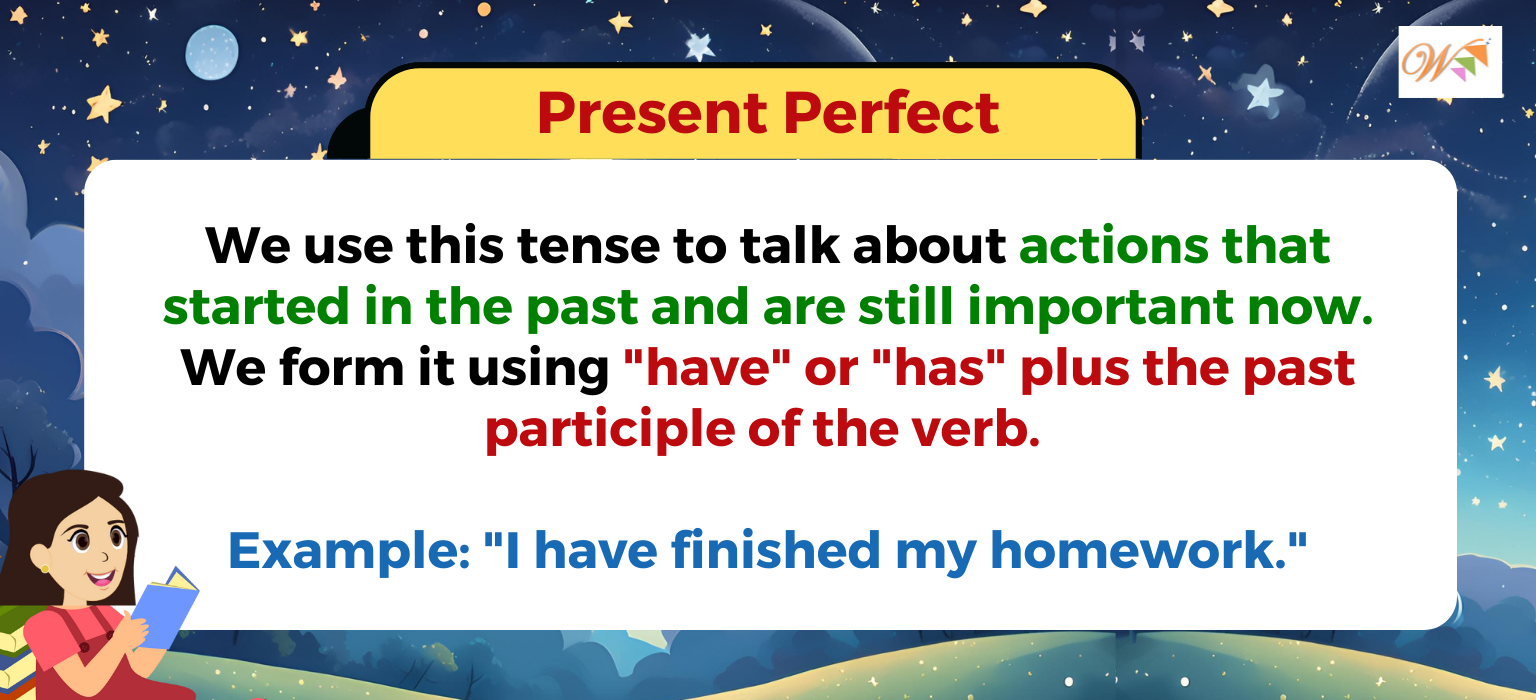 Present Perfect
W
We use this tense to talk about actions that
started in the past and are still important now.
We form it using "have" or "has" plus the past
participle of the verb.
Example: "I have finished my homework."